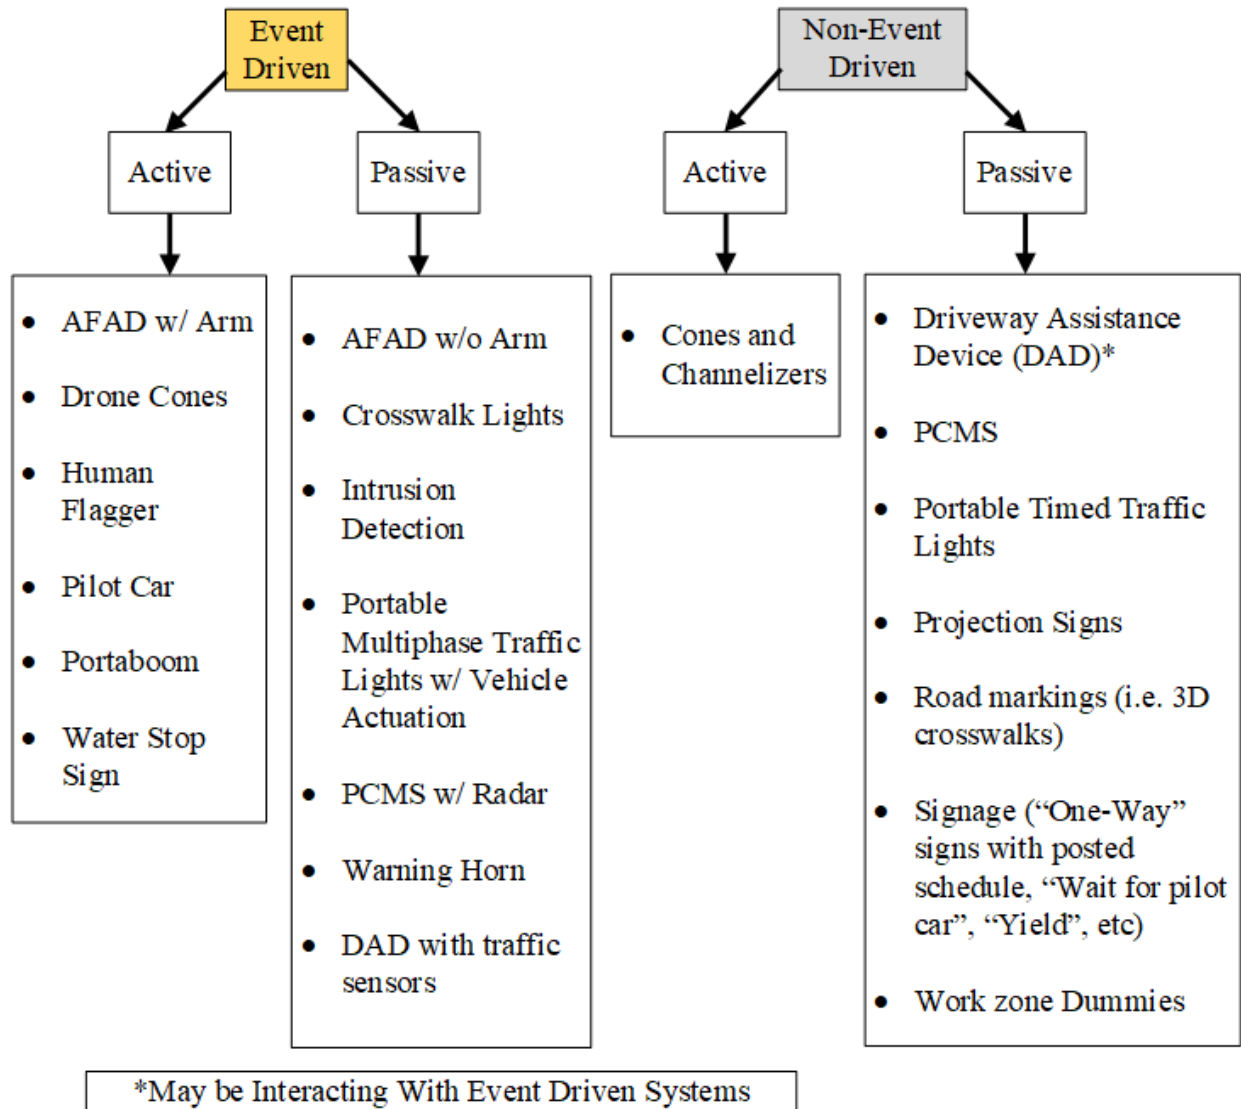 Event
Driven
Non-Event
Driven
Active
Passive
Active
Passive
• AFAD w/ Arm
• Drone Cones
• Human
Flagger
• Pilot Car
• Portaboom
• Water Stop
Sign
• AFAD w/o Arm
• Crosswalk Lights
• Intrusion
Detection
• Portable
Multiphase Traffic
Lights w/ Vehicle
Actuation
• PCMS w/ Radar
• Warning Horn
• DAD with traffic
sensors
• Cones and
Channelizers
• Driveway Assistance
Device (DAD)*
• PCMS
• Portable Timed Traffic
Lights
• Projection Signs
• Road markings (i.e. 3D
crosswalks)
• Signage (“One-Way”
signs with posted
schedule, “Wait for pilot
car”, “Yield”, etc)
• Work zone Dummies
*May be Interacting With Event Driven Systems